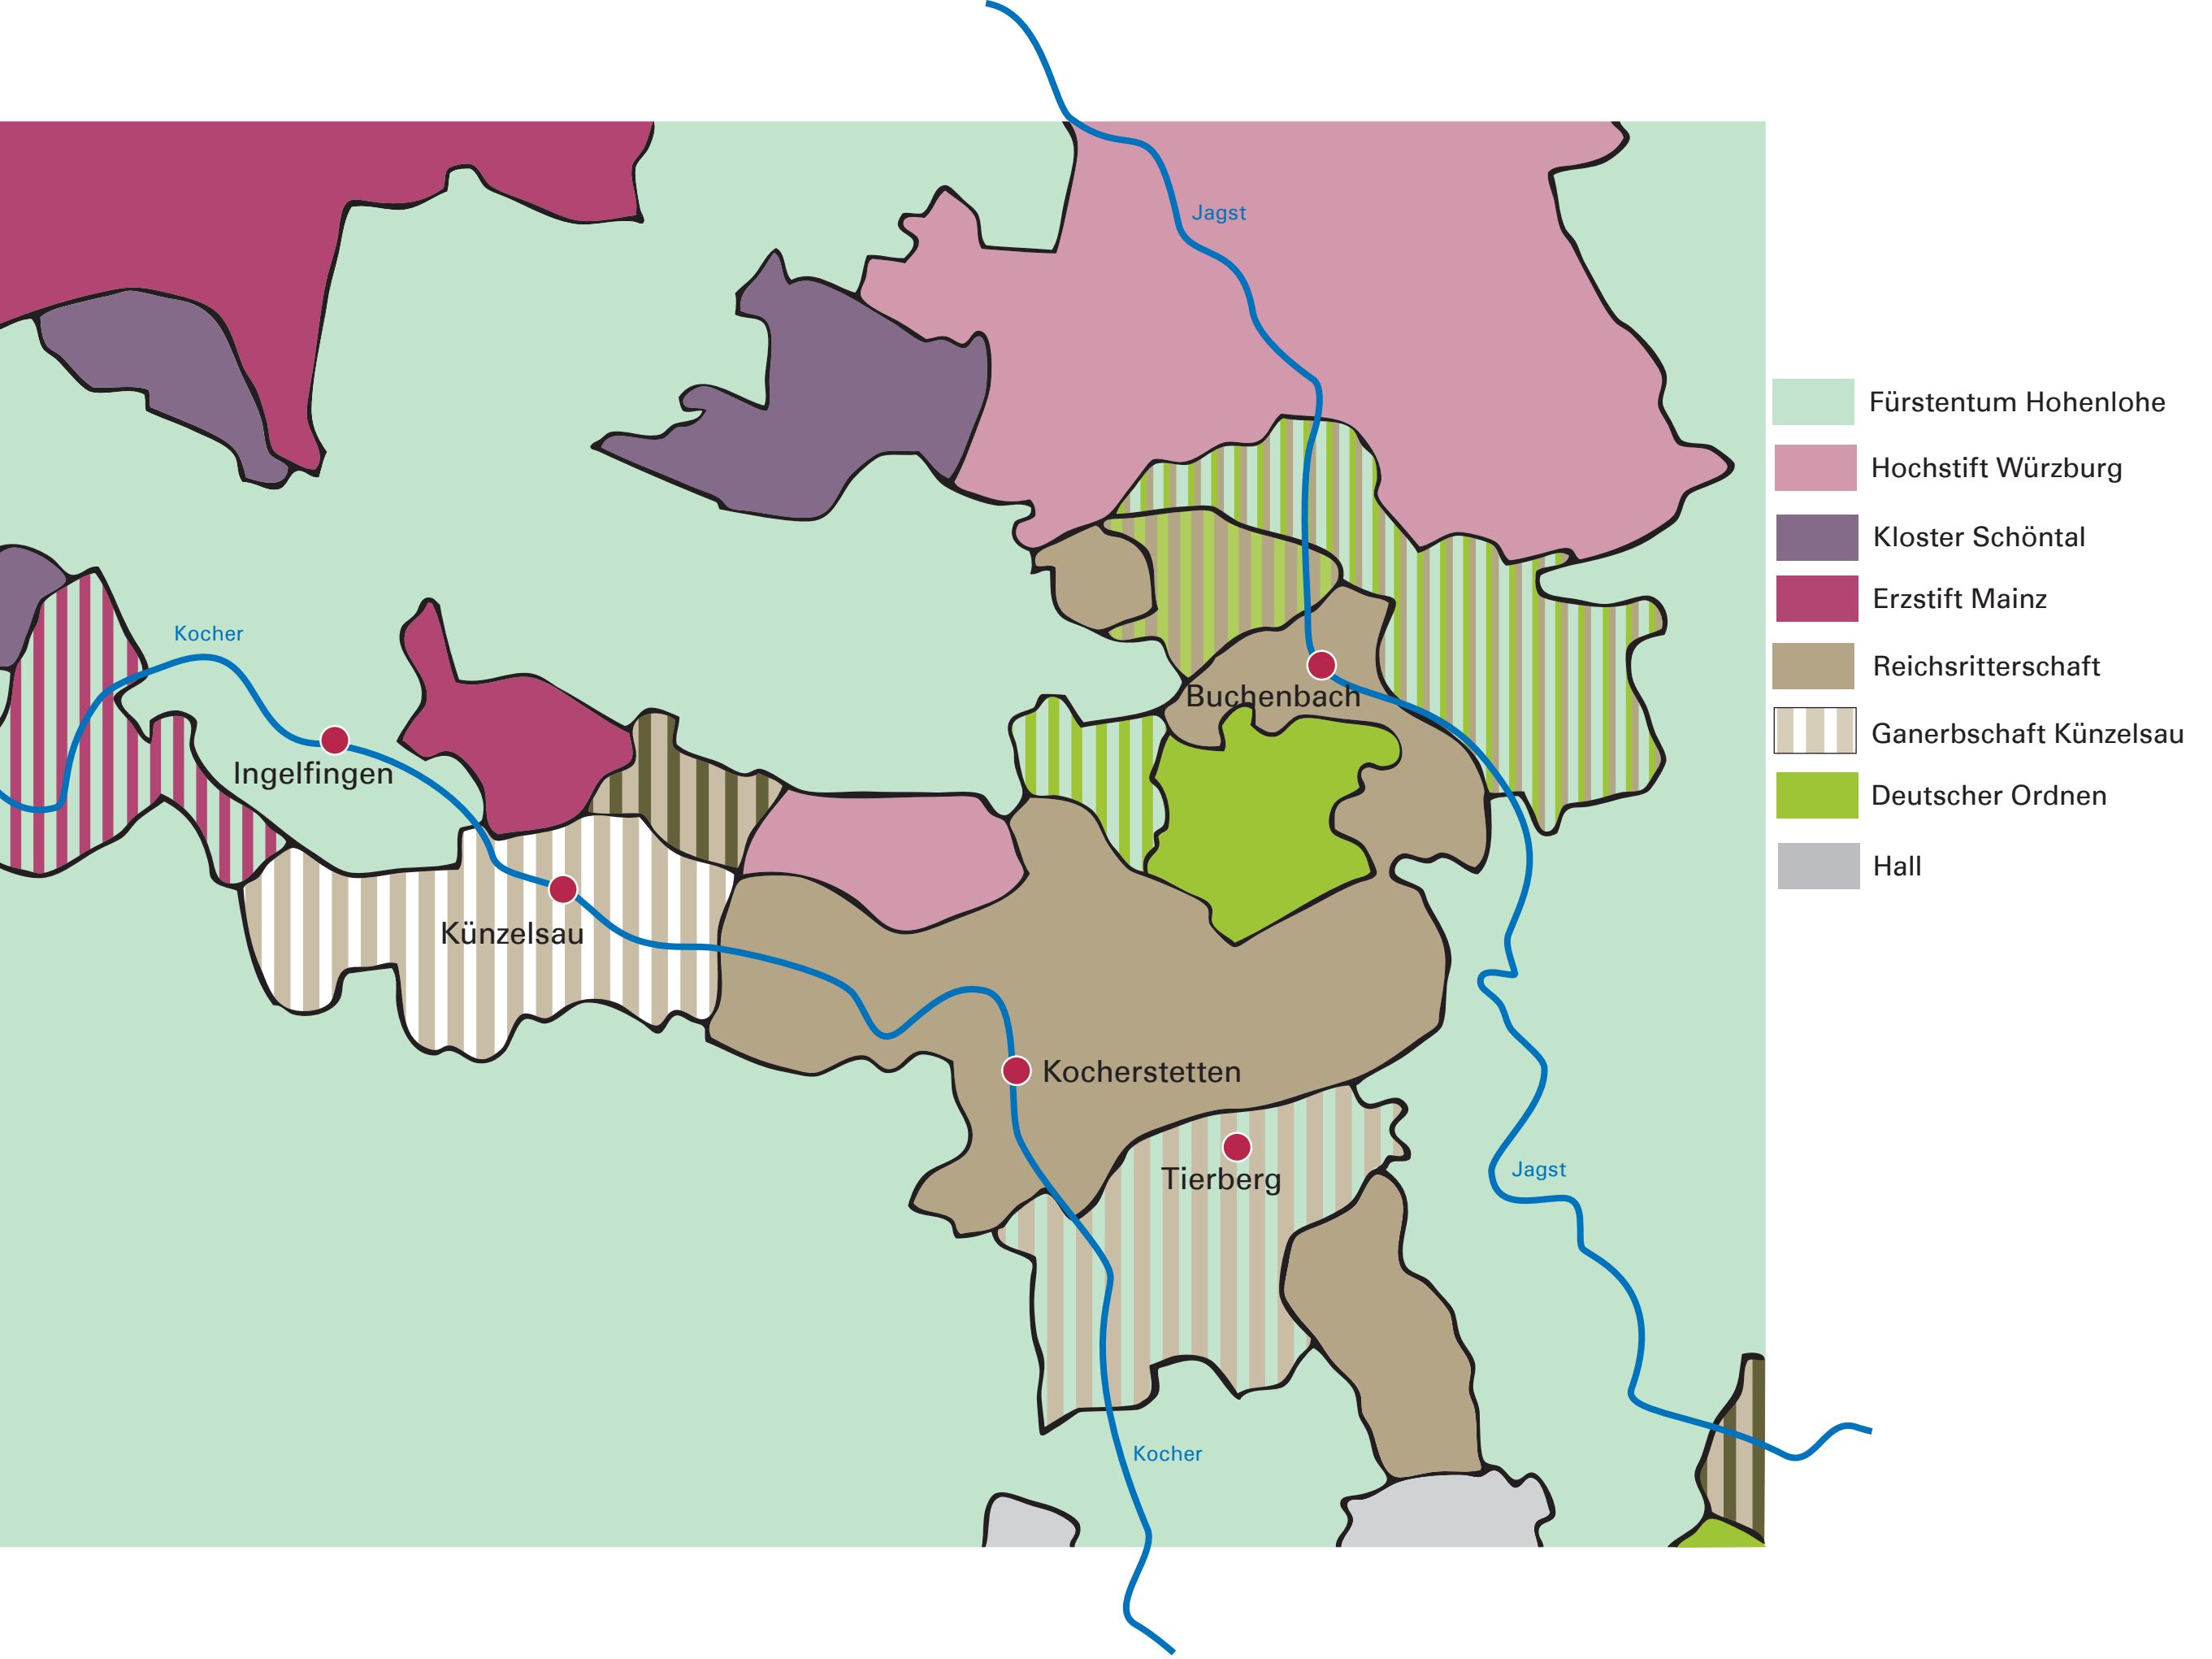 Jagst
Fürstentum Hohenlohe
Hochstift Würzburg
Kloster Schöntal
Erzstift Mainz
Kocher
Reichsritterschaft
Buchenbach
Ganerbschaft Künzelsau
Ingelfingen
Deutscher Ordnen
Hall
Künzelsau
Kocherstetten
Jagst
Tierberg
Kocher